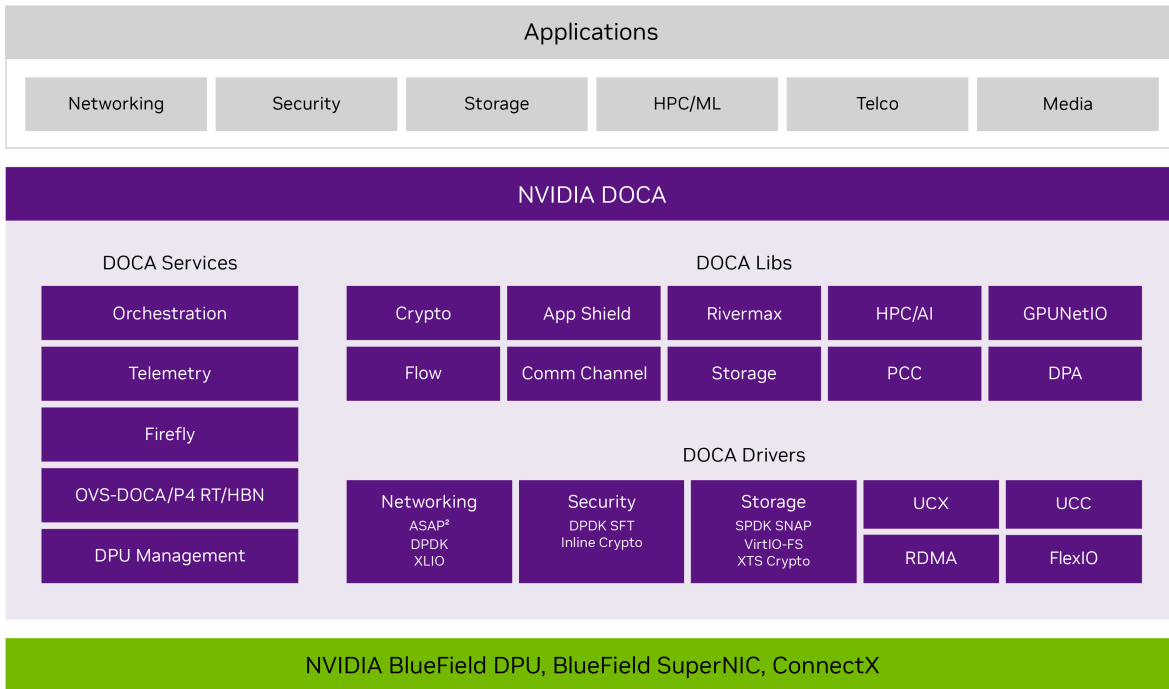 Applications
Networking
Security
Storage
HPC/ML
Telco
Media
NVIDIA DOCA
DOCA Services
Orchestration
Telemetry
Firefly
OVS-DOCA/P4 RT/HBN
DPU Management
DOCA Libs
Crypto
App Shield
Rivermax
HPC/AI
GPUNetIO
Flow
Comm Channel
Storage
PCC
DPA
DOCA Drivers
Networking
ASAP²
DPDK
XLIO
Security
DPDK SFT
Inline Crypto
Storage
SPDK SNAP
VirtIO-FS
XTS Crypto
UCX
UCC
RDMA
FlexIO
NVIDIA BlueField DPU, BlueField SuperNIC, ConnectX